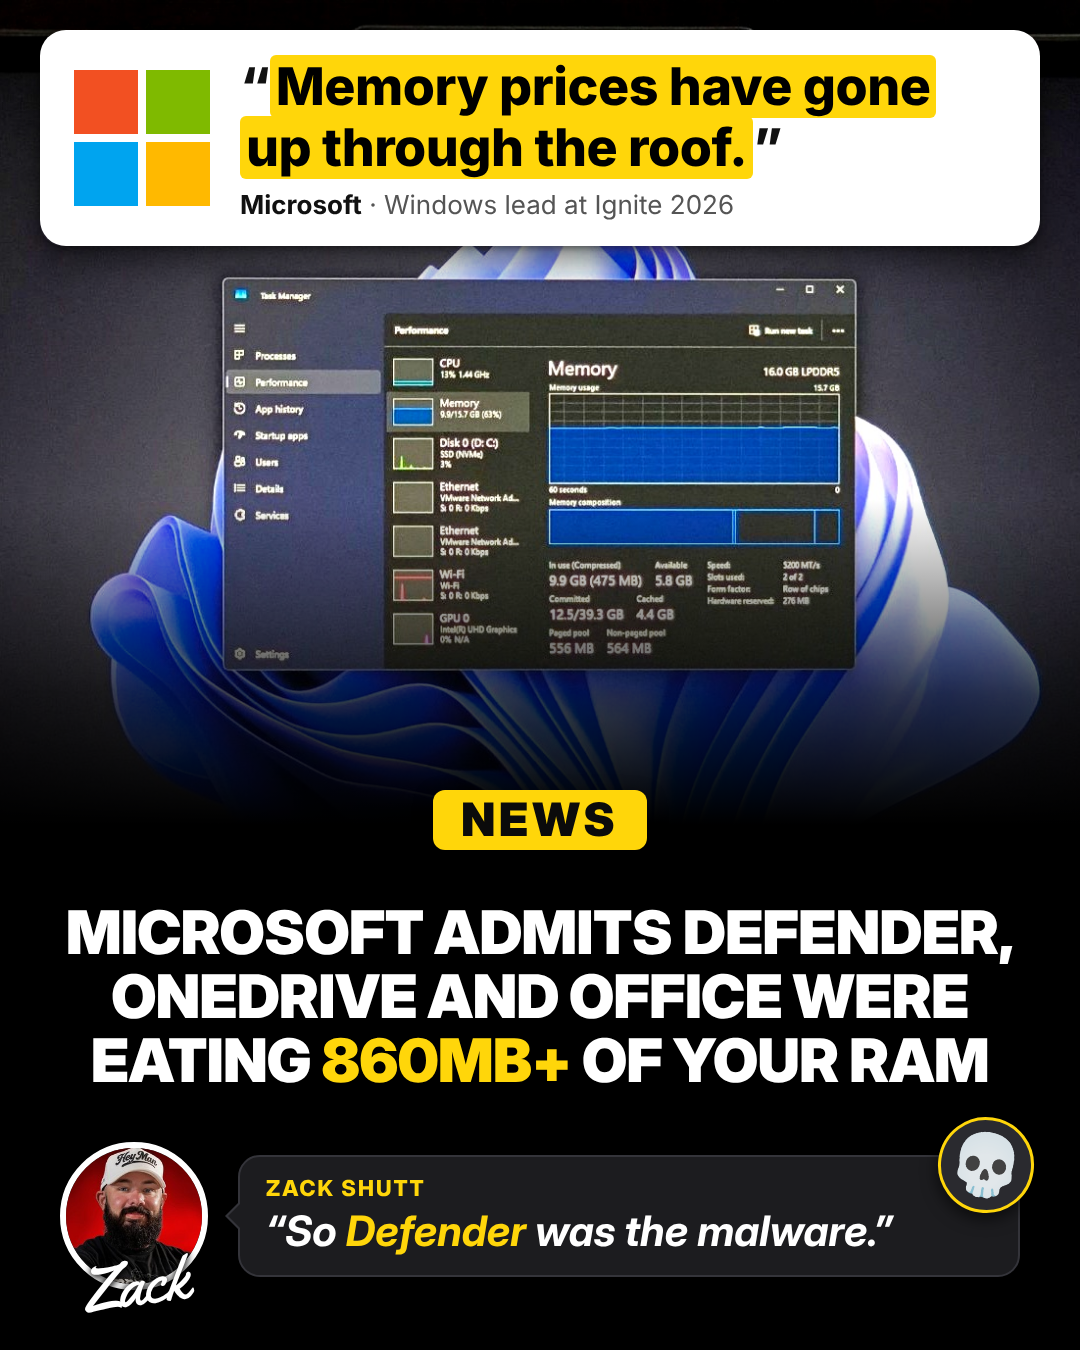 “Memory prices have gone
up through the roof.”
Microsoft · Windows lead at Ignite 2026
Task Manager
Performance
Run new task
Processes
Performance
App history
Startup apps
Users
Details
Services
Settings
CPU
13% 1.44 GHz
Memory
9.9/15.7 GB (63%)
Disk 0 (D: C:)
SSD (NVMe)
3%
Ethernet
VMware Network Ad...
S: 0 R: 0 Kbps
Ethernet
VMware Network Ad...
S: 0 R: 0 Kbps
Wi-Fi
Wi-Fi
S: 0 R: 0 Kbps
GPU 0
Intel(R) UHD Graphics
0% N/A
Memory 16.0 GB LPDDR5
Memory usage 15.7 GB
60 seconds 0
Memory composition
In use (Compressed) Available
9.9 GB (475 MB) 5.8 GB
Committed Cached
12.5/39.3 GB 4.4 GB
Paged pool Non-paged pool
556 MB 564 MB
Speed: 5200 MT/s
Slots used: 2 of 2
Form factor: Row of chips
Hardware reserved: 276 MB
NEWS
MICROSOFT ADMITS DEFENDER,
ONEDRIVE AND OFFICE WERE
EATING 860MB+ OF YOUR RAM
Hey Man
ZACK SHUTT
“So Defender was the malware.”
Zack